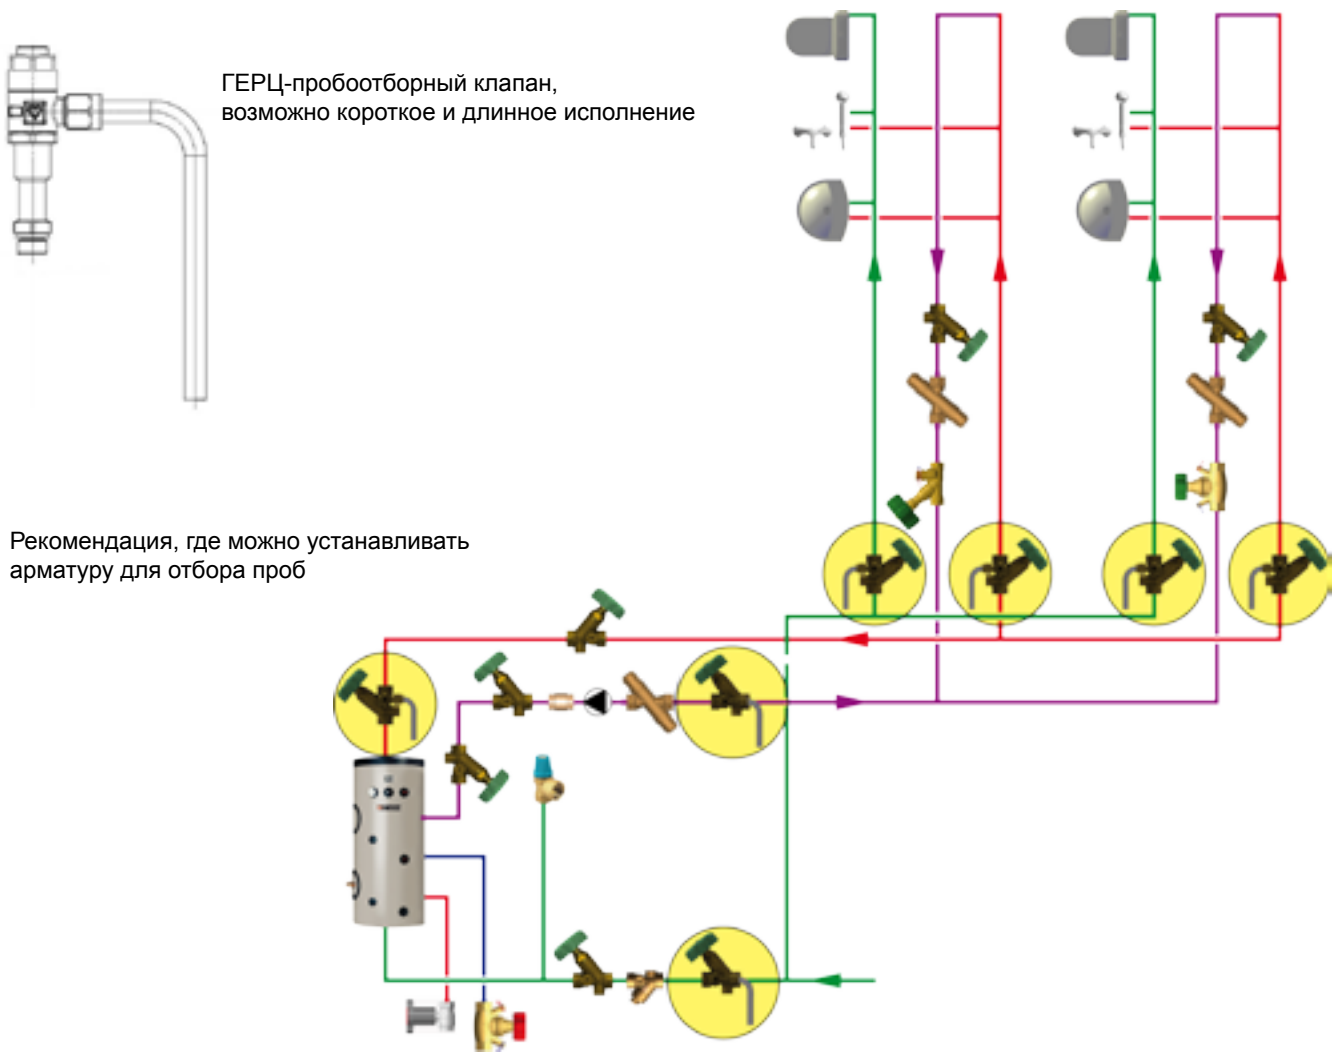 ГЕРЦ-пробоотборный клапан,
возможно короткое и длинное исполнение
Рекомендация, где можно устанавливать
арматуру для отбора проб